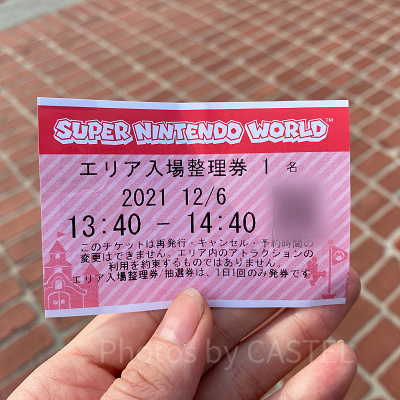 SUPER NINTENDO WORLD™
エリア入場整理券 1 名
2021 12/6
13:40 - 14:40
このチケットは再発行・キャンセル・予約時間の
変更はできません。エリア内のアトラクションの
利用を約束するものではありません。
エリア入場整理券/抽選券は、1日1回のみ発券です。
Photos by CASTEL